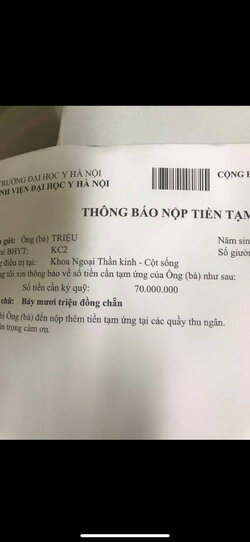 TRƯỜNG ĐẠI HỌC Y HÀ NỘI
NH VIỆN ĐẠI HỌC Y HÀ NỘI
CỘNG H
THÔNG BÁO NỘP TIỀN TẠM
gửi: Ông (bà) TRIỆU
Năm sin
BHYT: KC2
Số giườ
điều trị tại: Khoa Ngoại Thần kinh - Cột sống
g tôi xin thông báo về số tiền cần tạm ứng của Ông (bà) như sau:
Số tiền cần ký quỹ: 70.000.000
chữ: Bảy mươi triệu đồng chẵn
hị Ông (bà) đến nộp thêm tiền tạm ứng tại các quầy thu ngân.
n trọng cảm ơn.